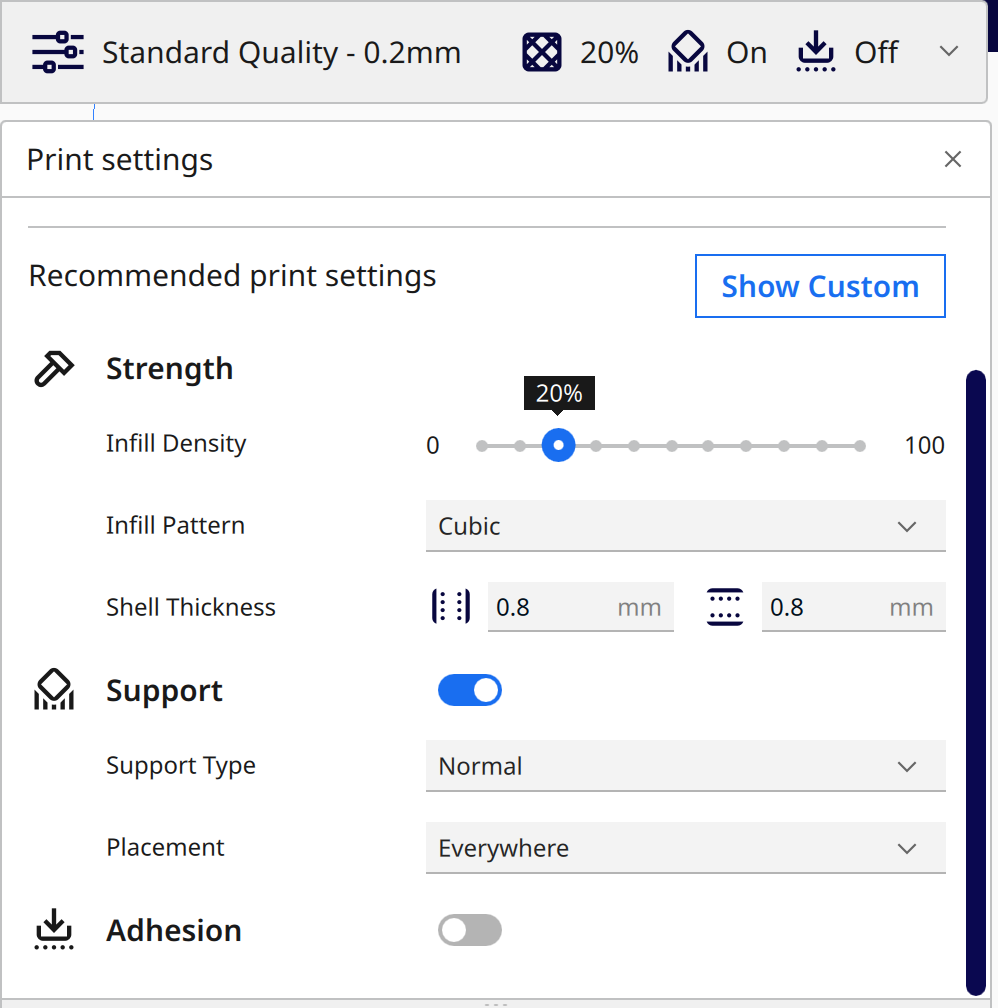 Standard Quality - 0.2mm 20% On Off
Print settings
Recommended print settings
Show Custom
Strength
20%
Infill Density 0 100
Infill Pattern Cubic
Shell Thickness 0.8 mm 0.8 mm
Support
Support Type Normal
Placement Everywhere
Adhesion